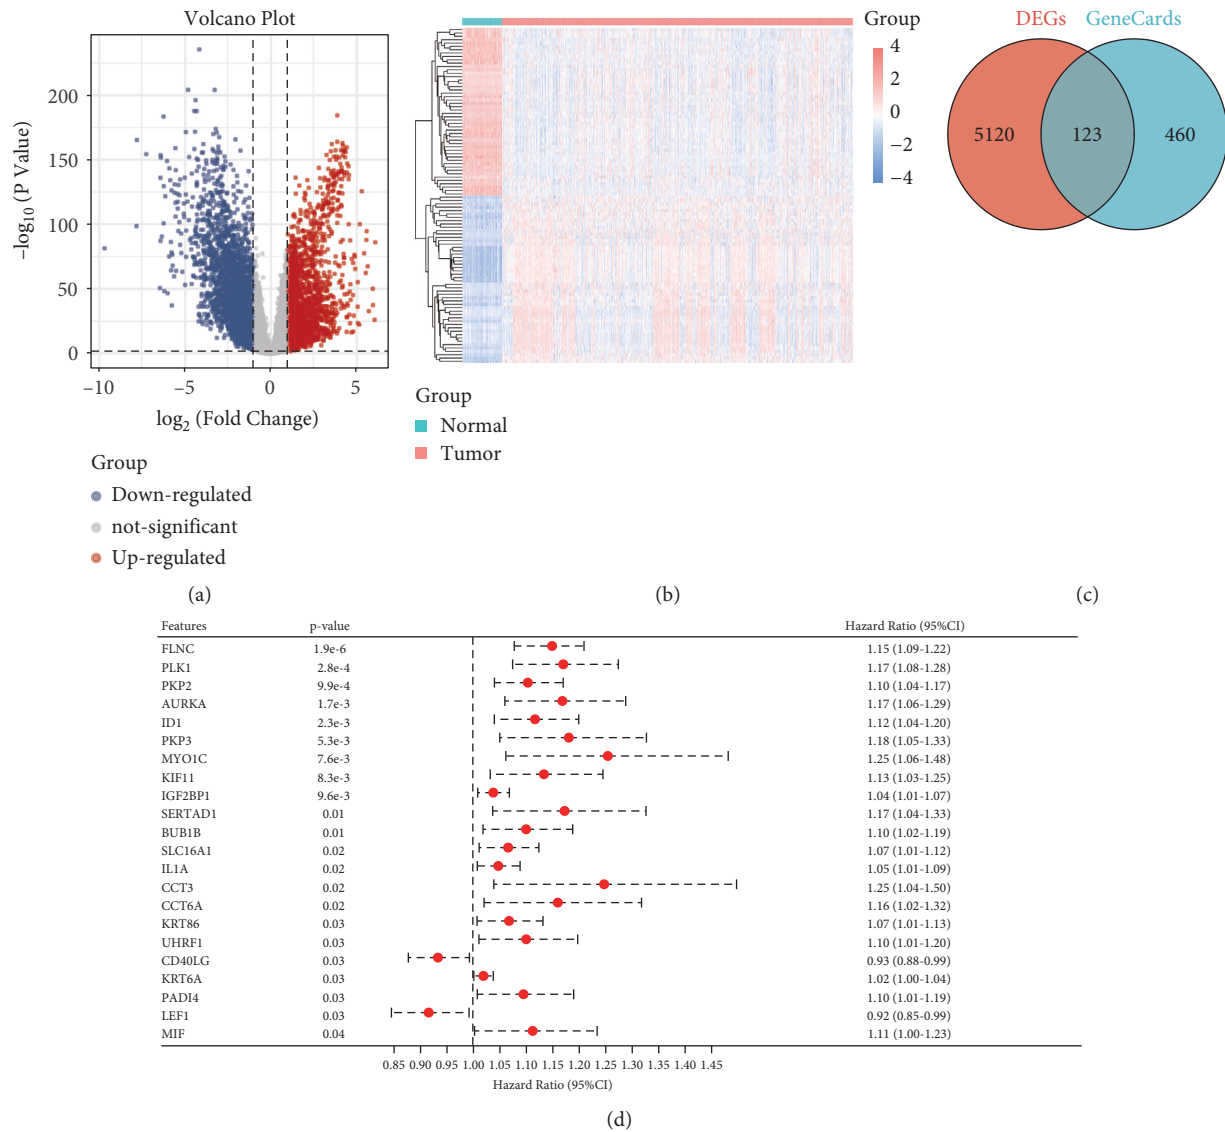 Volcano Plot
−log10 (P Value)
200
150
100
50
0
−10 −5 0 5
log2 (Fold Change)
Group
Down-regulated
not-significant
Up-regulated
(a)
Group
4
2
0
−2
−4
Group
Normal
Tumor
(b)
DEGs GeneCards
5120 123 460
(c)
Features p-value Hazard Ratio (95%CI)
FLNC 1.9e-6 1.15 (1.09-1.22)
PLK1 2.8e-4 1.17 (1.08-1.28)
PKP2 9.9e-4 1.10 (1.04-1.17)
AURKA 1.7e-3 1.17 (1.06-1.29)
ID1 2.3e-3 1.12 (1.04-1.20)
PKP3 5.3e-3 1.18 (1.05-1.33)
MYO1C 7.6e-3 1.25 (1.06-1.48)
KIF11 8.3e-3 1.13 (1.03-1.25)
IGF2BP1 9.6e-3 1.04 (1.01-1.07)
SERTAD1 0.01 1.17 (1.04-1.33)
BUB1B 0.01 1.10 (1.02-1.19)
SLC16A1 0.02 1.07 (1.01-1.12)
IL1A 0.02 1.05 (1.01-1.09)
CCT3 0.02 1.25 (1.04-1.50)
CCT6A 0.02 1.16 (1.02-1.32)
KRT86 0.03 1.07 (1.01-1.13)
UHRF1 0.03 1.10 (1.01-1.20)
CD40LG 0.03 0.93 (0.88-0.99)
KRT6A 0.03 1.02 (1.00-1.04)
PADI4 0.03 1.10 (1.01-1.19)
LEF1 0.03 0.92 (0.85-0.99)
MIF 0.04 1.11 (1.00-1.23)
0.85 0.90 0.95 1.00 1.05 1.10 1.15 1.20 1.25 1.30 1.35 1.40 1.45
Hazard Ratio (95%CI)
(d)